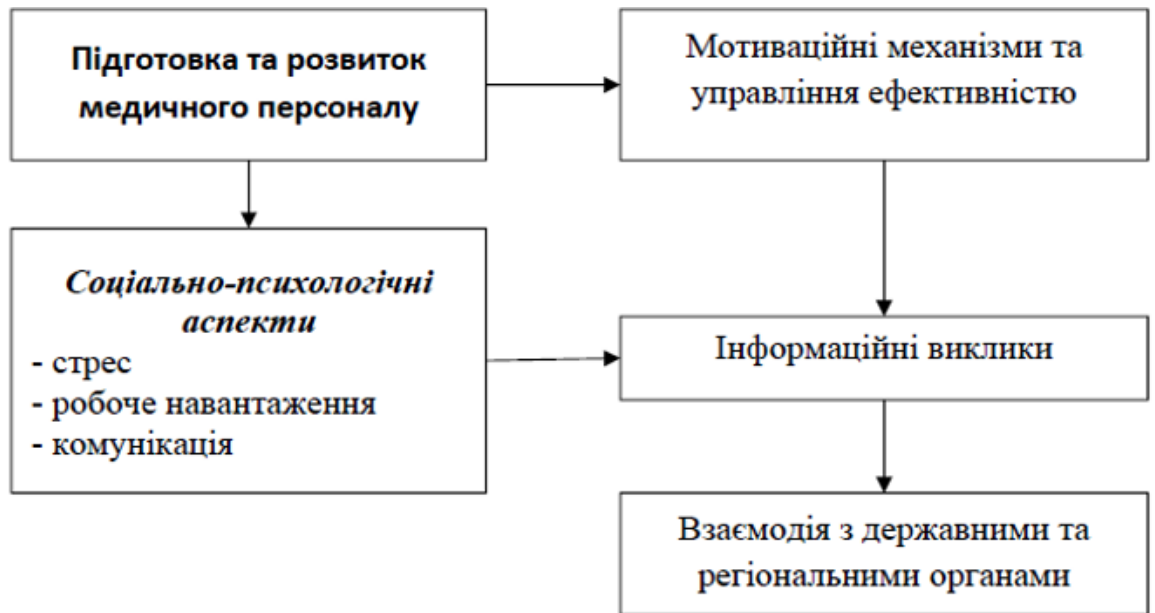 Підготовка та розвиток
медичного персоналу
Мотиваційні механізми та
управління ефективністю
Соціально-психологічні
аспекти
- стрес
- робоче навантаження
- комунікація
Інформаційні виклики
Взаємодія з державними та
регіональними органами